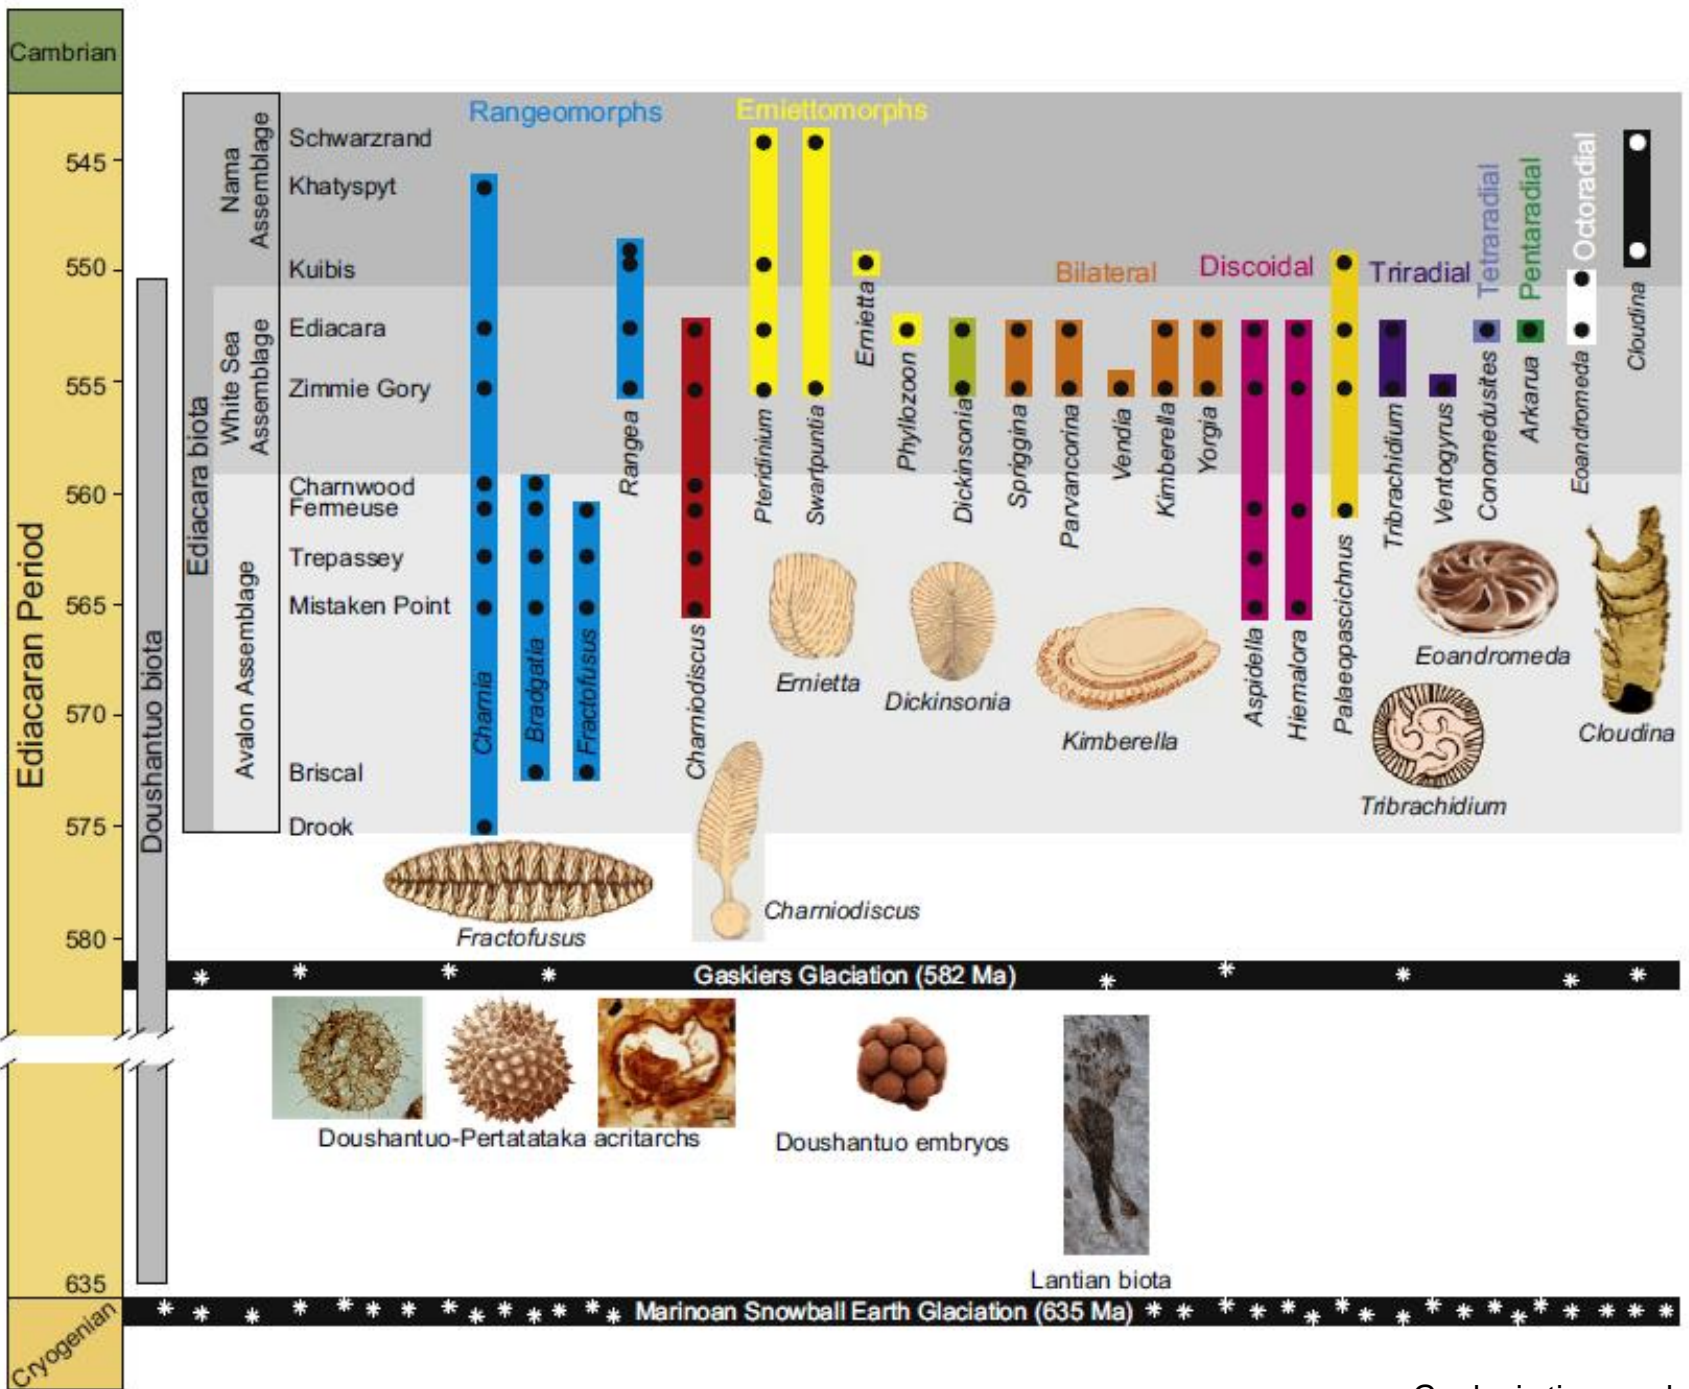 Cambrian
545
550
555
560
565
570
575
580
635
Ediacaran Period
Cryogenian
Doushantuo biota
Ediacara biota
Nama
Assemblage
White Sea
Assemblage
Avalon Assemblage
Schwarzrand
Khatyspyt
Kuibis
Ediacara
Zimmie Gory
Charnwood
Fermeuse
Trepassey
Mistaken Point
Briscal
Drook
Rangeomorphs
Erniettomorphs
Bilateral
Discoidal
Triradial
Tetraradial
Pentaradial
Octoradial
Charnia
Bradgatia
Fractofusus
Rangea
Charniodiscus
Pteridinium
Swartpuntia
Ernietta
Phyllozoon
Dickinsonia
Spriggina
Parvancorina
Vendia
Kimberella
Yorgia
Aspidella
Hiemalora
Palaeopascichnus
Tribrachidium
Ventogyrus
Conomedusites
Arkarua
Eoandromeda
Cloudina
Ernietta
Dickinsonia
Kimberella
Eoandromeda
Tribrachidium
Cloudina
Fractofusus
Charniodiscus
Gaskiers Glaciation (582 Ma)
Doushantuo-Pertatataka acritarchs
Doushantuo embryos
Lantian biota
Marinoan Snowball Earth Glaciation (635 Ma)